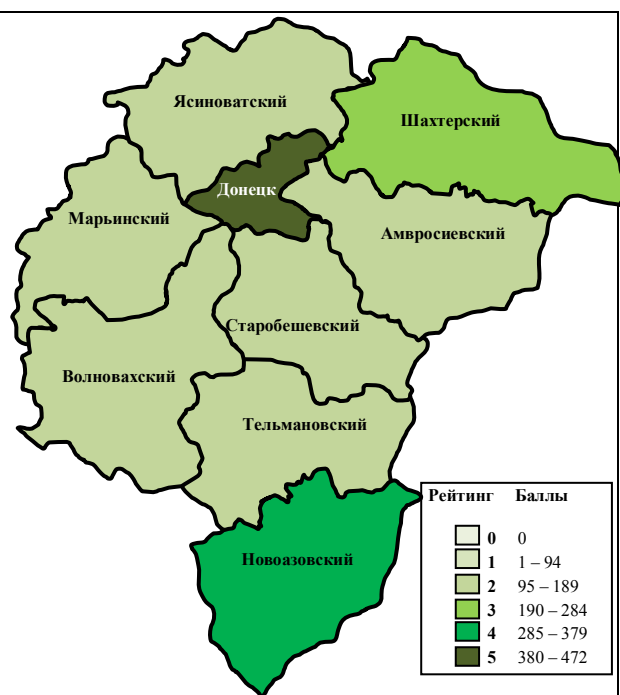 Ясиноватский
Шахтерский
Донецк
Марьинский
Амвросиевский
Старобешевский
Волновахский
Тельмановский
Новоазовский
Рейтинг Баллы
0 0
1 1 – 94
2 95 – 189
3 190 – 284
4 285 – 379
5 380 – 472